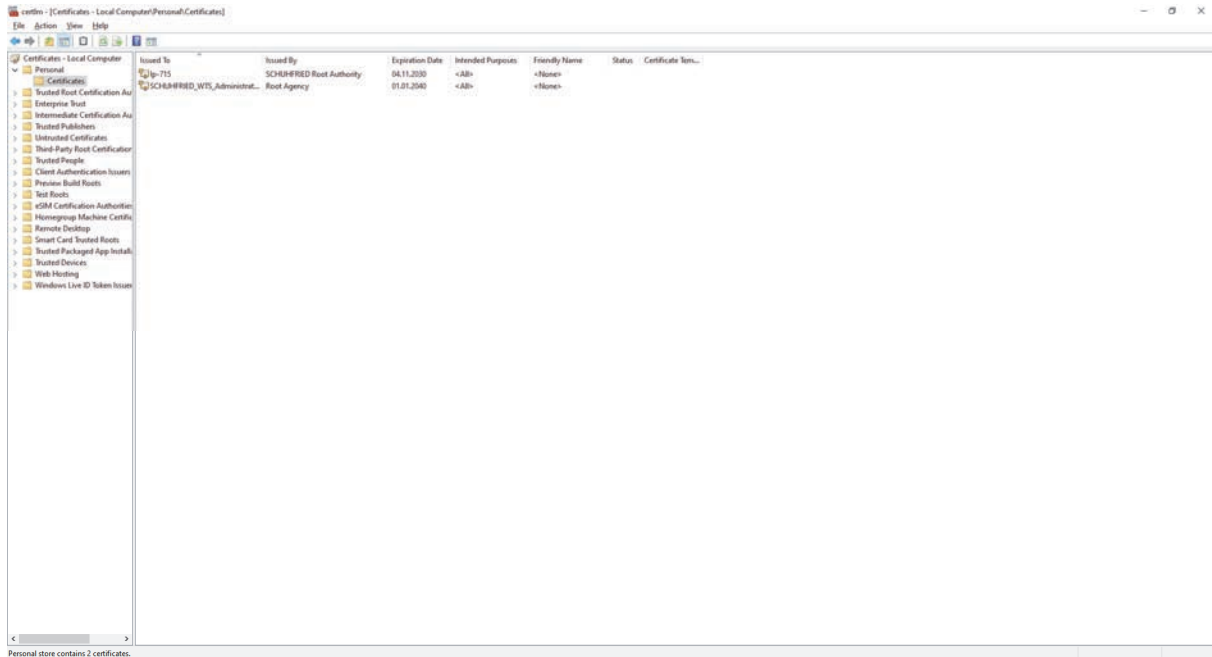 certlm - [Certificates - Local Computer\Personal\Certificates]
File Action View Help
Certificates - Local Computer
Personal
Certificates
Trusted Root Certification Au
Enterprise Trust
Intermediate Certification Au
Trusted Publishers
Untrusted Certificates
Third-Party Root Certification
Trusted People
Client Authentication Issuers
Preview Build Roots
Test Roots
eSIM Certification Authorities
Homegroup Machine Certific
Remote Desktop
Smart Card Trusted Roots
Trusted Packaged App Installa
Trusted Devices
Web Hosting
Windows Live ID Token Issuer
Issued To Issued By Expiration Date Intended Purposes Friendly Name Status Certificate Tem...
lp-715 SCHUHFRIED Root Authority 04.11.2030 <All> <None>
SCHUHFRIED_WTS_Administrat... Root Agency 01.01.2040 <All> <None>
Personal store contains 2 certificates.